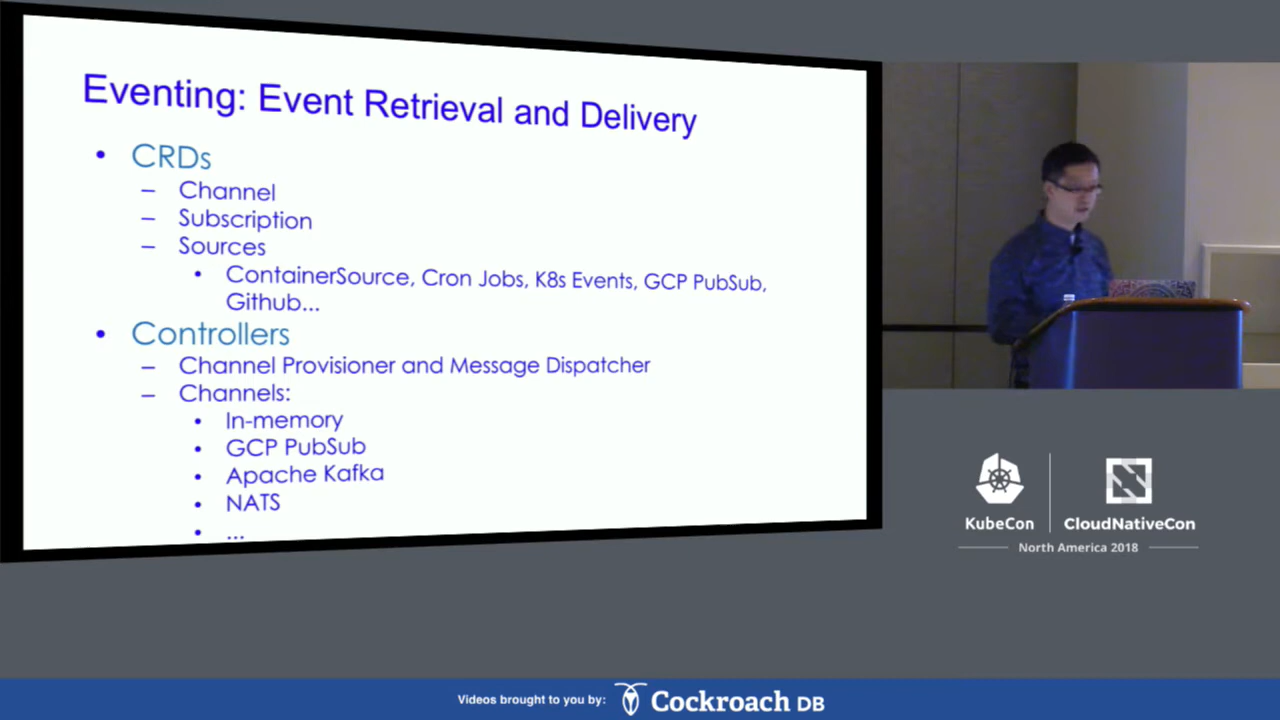 Eventing: Event Retrieval and Delivery
• CRDs
– Channel
– Subscription
– Sources
• ContainerSource, Cron Jobs, K8s Events, GCP PubSub,
Github...
• Controllers
– Channel Provisioner and Message Dispatcher
– Channels:
• In-memory
• GCP PubSub
• Apache Kafka
• NATS
• ...
KubeCon
CloudNativeCon
North America 2018
Videos brought to you by:
Cockroach DB